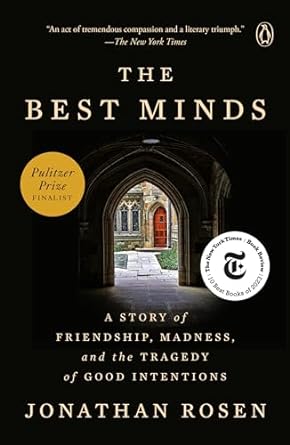 "An act of tremendous compassion and a literary triumph."
—The New York Times
THE
BEST MINDS
Pulitzer
Prize
FINALIST
The New York Times Book Review
T
10 Best Books of 2023
A STORY of
FRIENDSHIP, MADNESS,
and the TRAGEDY
of GOOD INTENTIONS
JONATHAN ROSEN